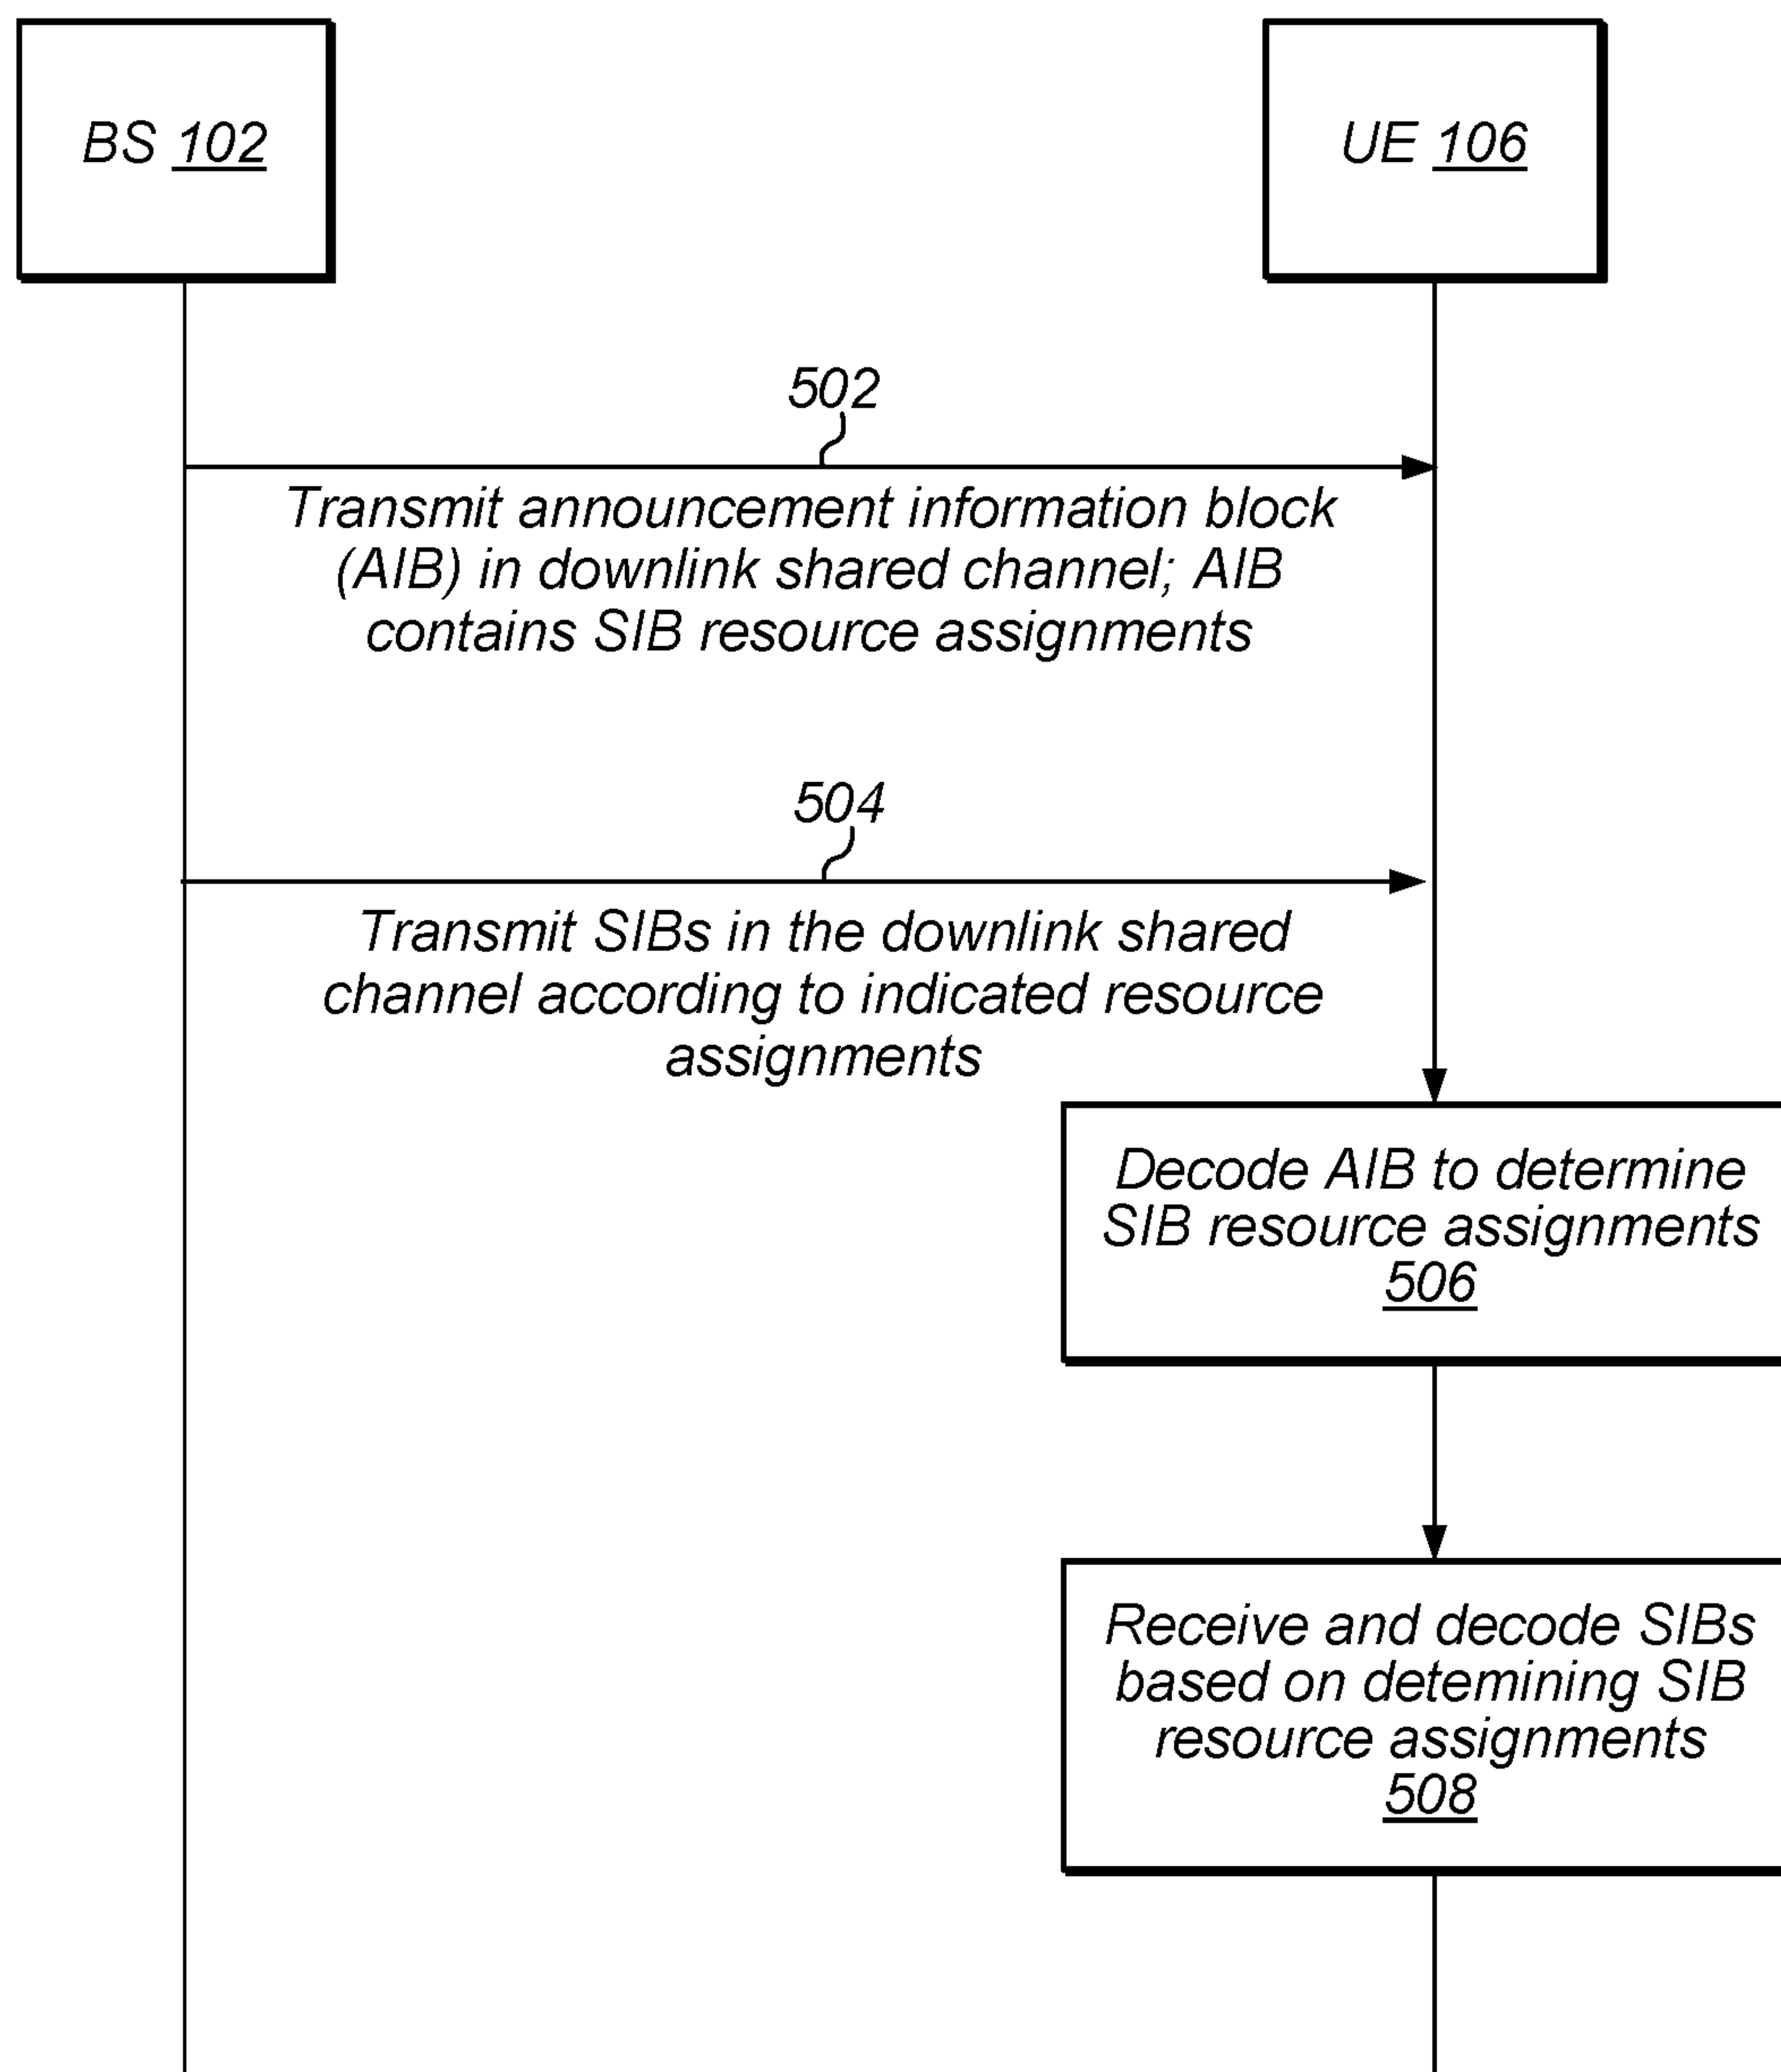 BS 102
UE 106
502
Transmit announcement information block
(AIB) in downlink shared channel; AIB
contains SIB resource assignments
504
Transmit SIBs in the downlink shared
channel according to indicated resource
assignments
Decode AIB to determine
SIB resource assignments
506
Receive and decode SIBs
based on detemining SIB
resource assignments
508